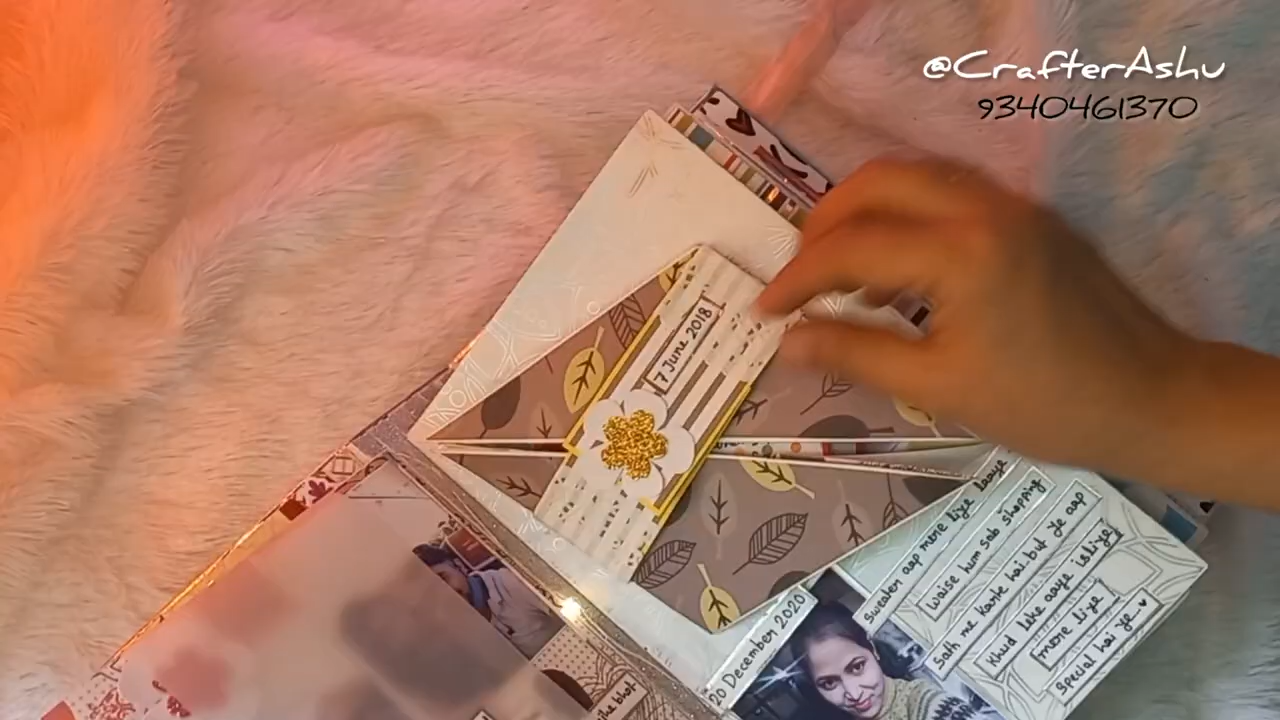 @CrafterAshu
9340461370
7 June 2018
20 December 2020
Sweater aap mere liye laaye
Waise hum sab shopping
Sath me karte hai. but ye aap
Khud leke aaye isliye
mere liye
special hai ye ♥